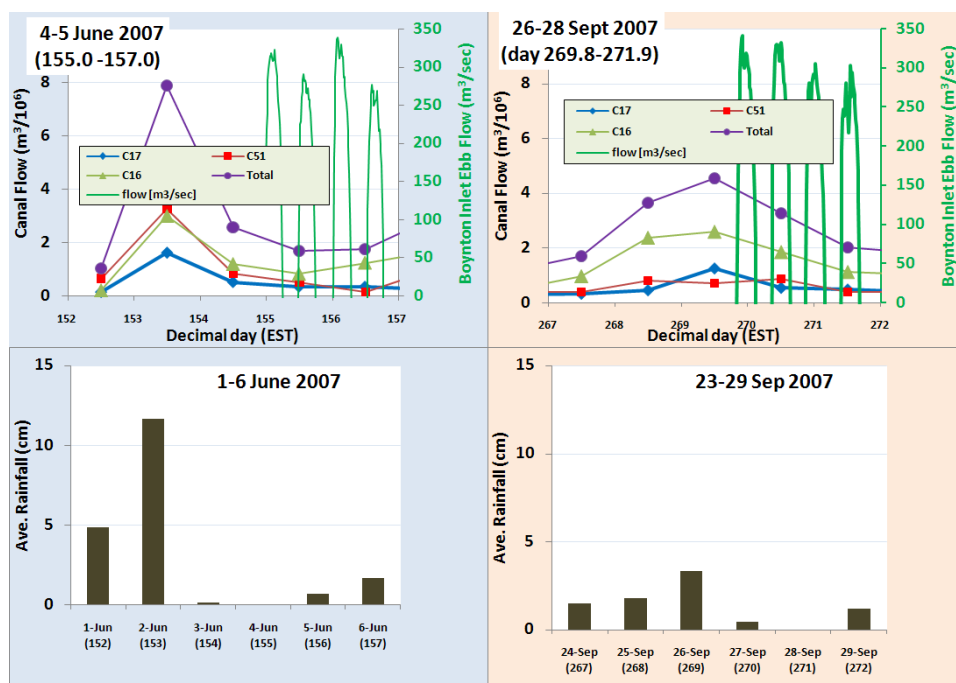 4-5 June 2007
(155.0 -157.0)
Canal Flow (m³/10⁶)
8
6
4
2
0
C17
C51
C16
Total
flow [m3/sec]
152
153
154
155
156
157
Decimal day (EST)
350
300
250
200
150
100
50
0
Boynton Inlet Ebb Flow (m³/sec)
26-28 Sept 2007
(day 269.8-271.9)
Canal Flow (m³/10⁶)
8
6
4
2
0
C17
C51
C16
Total
flow [m3/sec]
267
268
269
270
271
272
Decimal day (EST)
350
300
250
200
150
100
50
0
Boynton Inlet Ebb Flow (m³/sec)
1-6 June 2007
Ave. Rainfall (cm)
15
10
5
0
1-Jun 2-Jun 3-Jun 4-Jun 5-Jun 6-Jun
(152) (153) (154) (155) (156) (157)
23-29 Sep 2007
Ave. Rainfall (cm)
15
10
5
0
24-Sep 25-Sep 26-Sep 27-Sep 28-Sep 29-Sep
(267) (268) (269) (270) (271) (272)